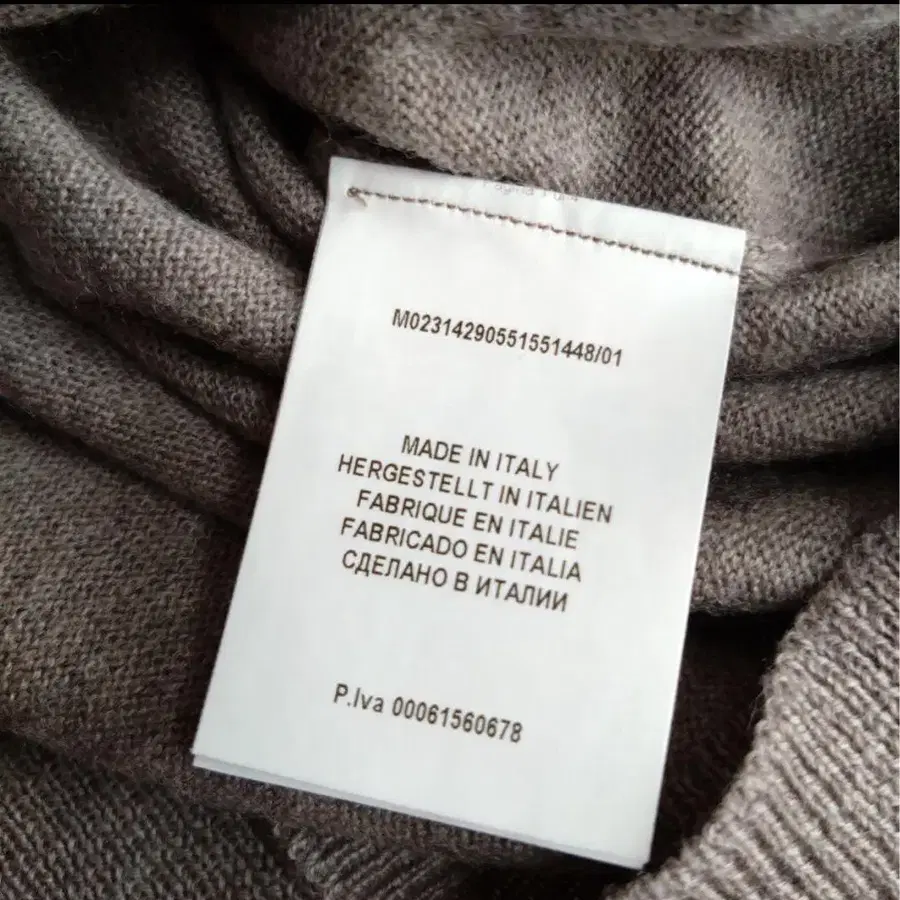 M02314290551551448/01
MADE IN ITALY
HERGESTELLT IN ITALIEN
FABRIQUE EN ITALIE
FABRICADO EN ITALIA
СДЕЛАНО В ИТАЛИИ
P.Iva 00061560678